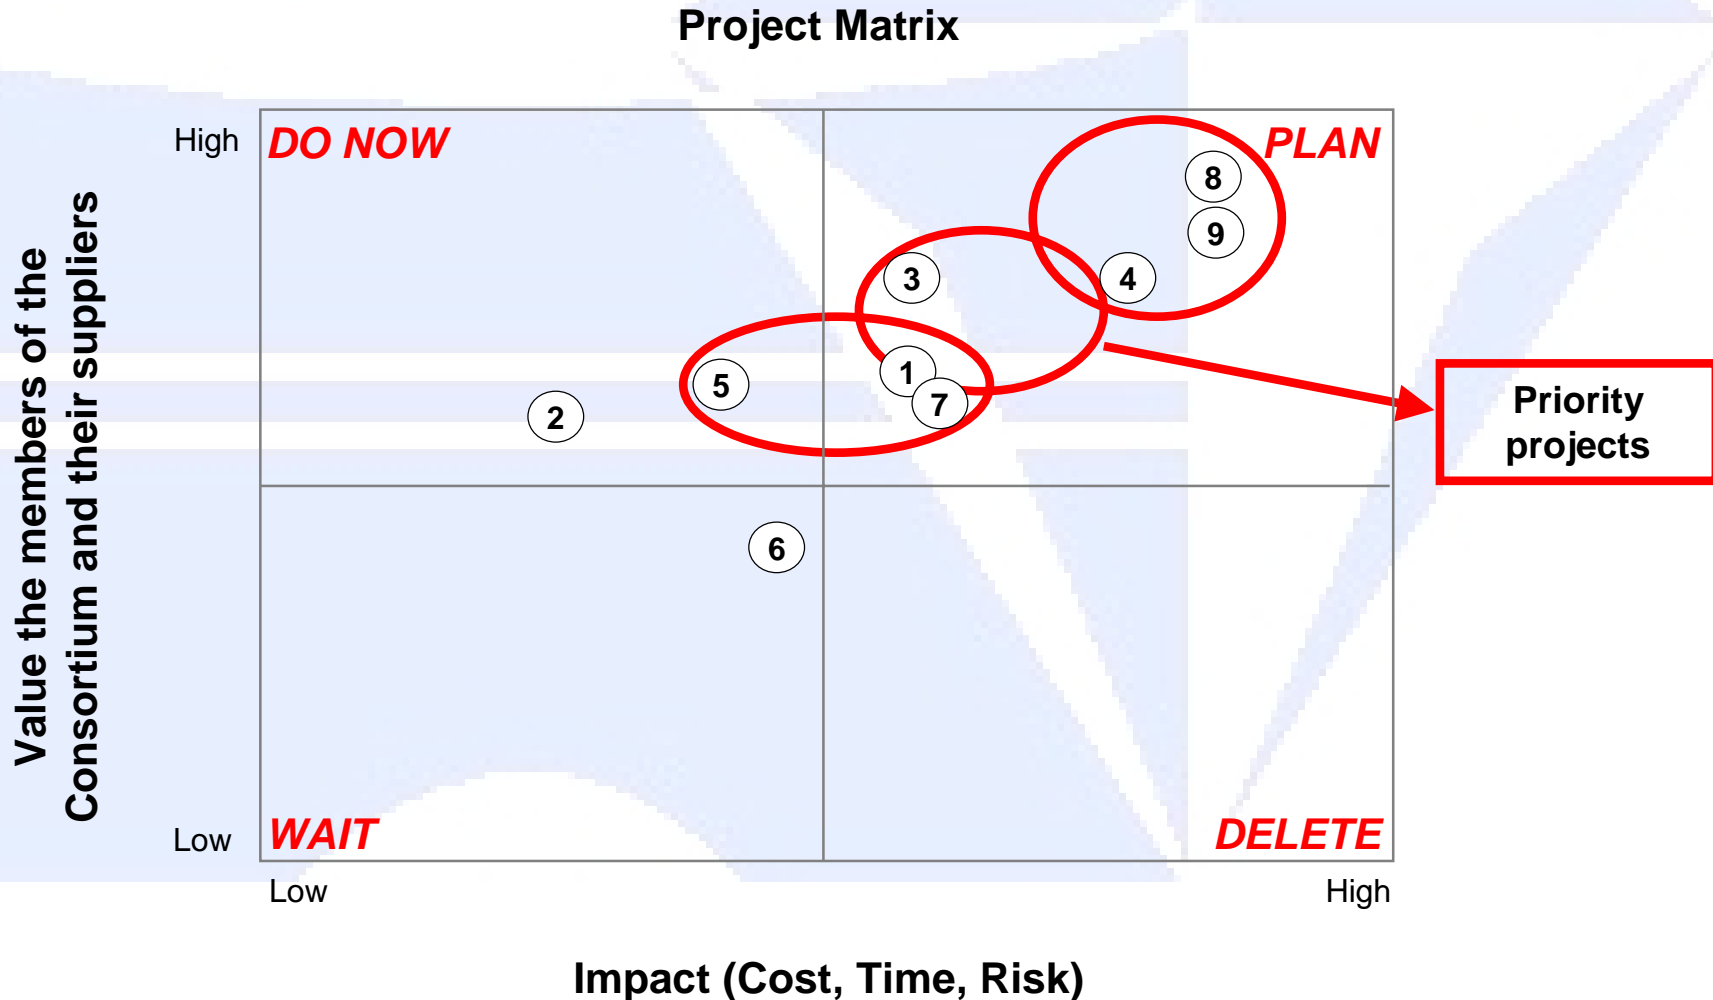 Project Matrix
High
DO NOW
PLAN
8
9
3
4
1
5
7
2
Priority
projects
6
Value the members of the
Consortium and their suppliers
Low
WAIT
DELETE
Low
High
Impact (Cost, Time, Risk)